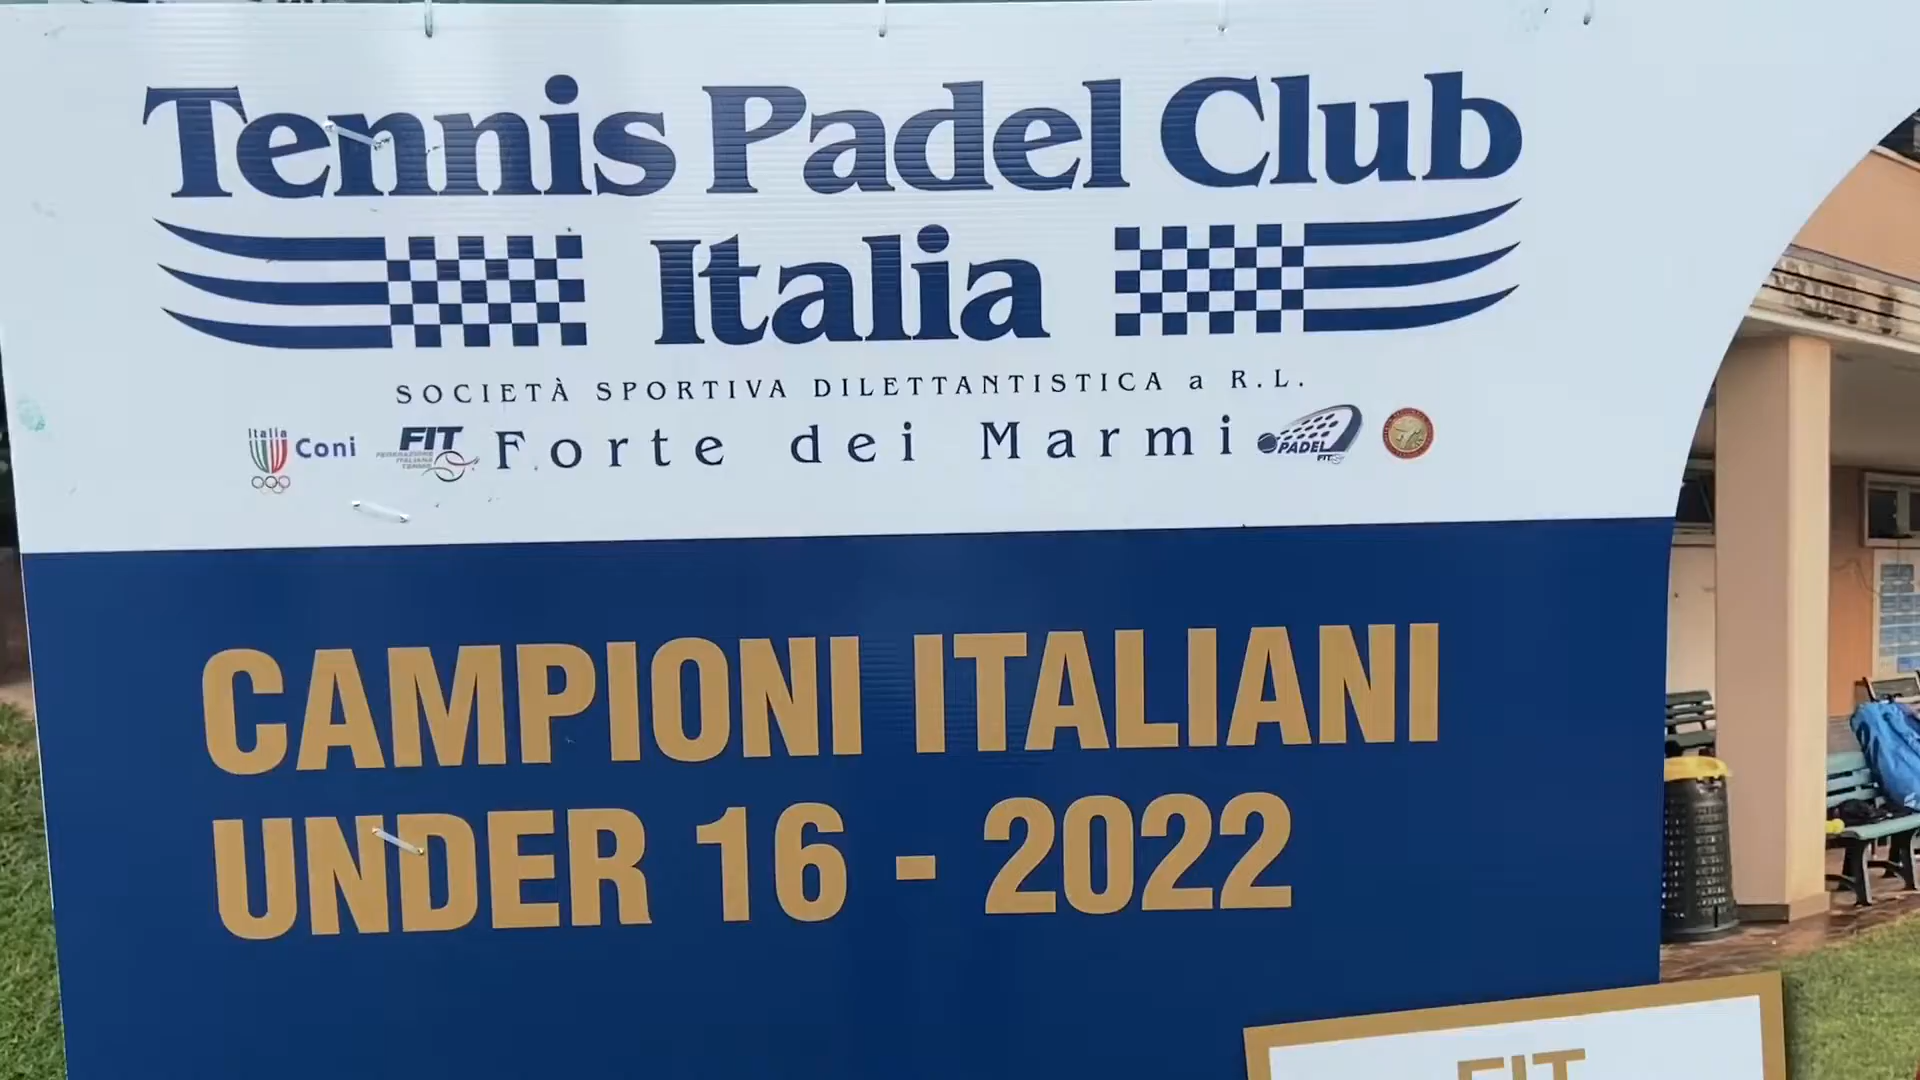 Tennis Padel Club
Italia
SOCIETÀ SPORTIVA DILETTANTISTICA a R.L.
Italia
Coni
FIT
FEDERAZIONE
ITALIANA
TENNIS
Forte dei Marmi
PADEL
FIT
CAMPIONI ITALIANI
UNDER 16 - 2022
FIT